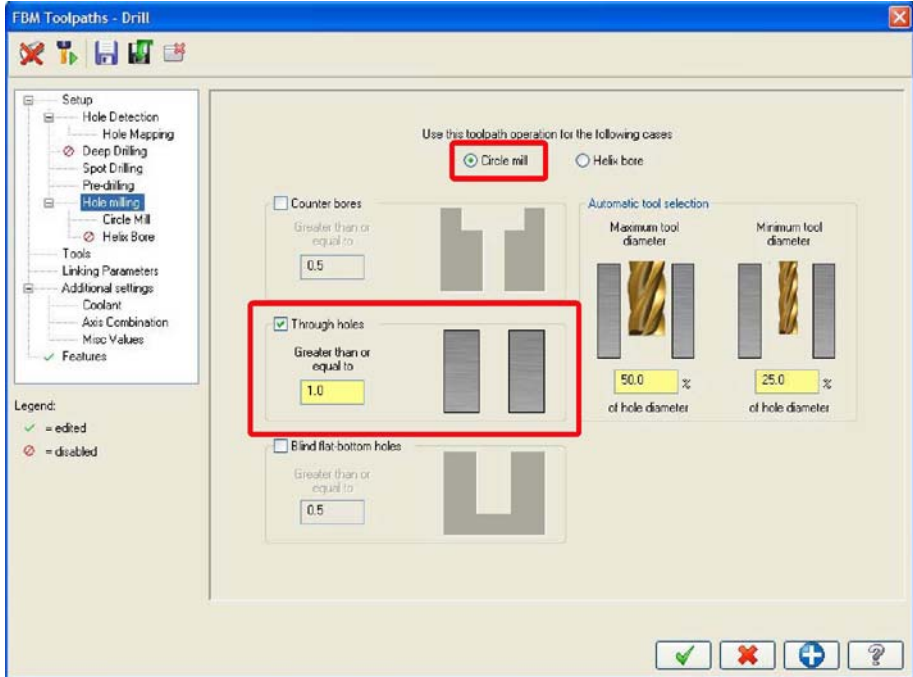 FBM Toolpaths - Drill
Setup
Hole Detection
Hole Mapping
Deep Drilling
Spot Drilling
Pre-drilling
Hole milling
Circle Mill
Helix Bore
Tools
Linking Parameters
Additional settings
Coolant
Axis Combination
Misc Values
Features
Legend:
= edited
= disabled
Use this toolpath operation for the following cases
Circle mill
Helix bore
Counter bores
Greater than or
equal to
0.5
Through holes
Greater than or
equal to
1.0
Blind flat-bottom holes
Greater than or
equal to
0.5
Automatic tool selection
Maximum tool
diameter
50.0 %
of hole diameter
Minimum tool
diameter
25.0 %
of hole diameter